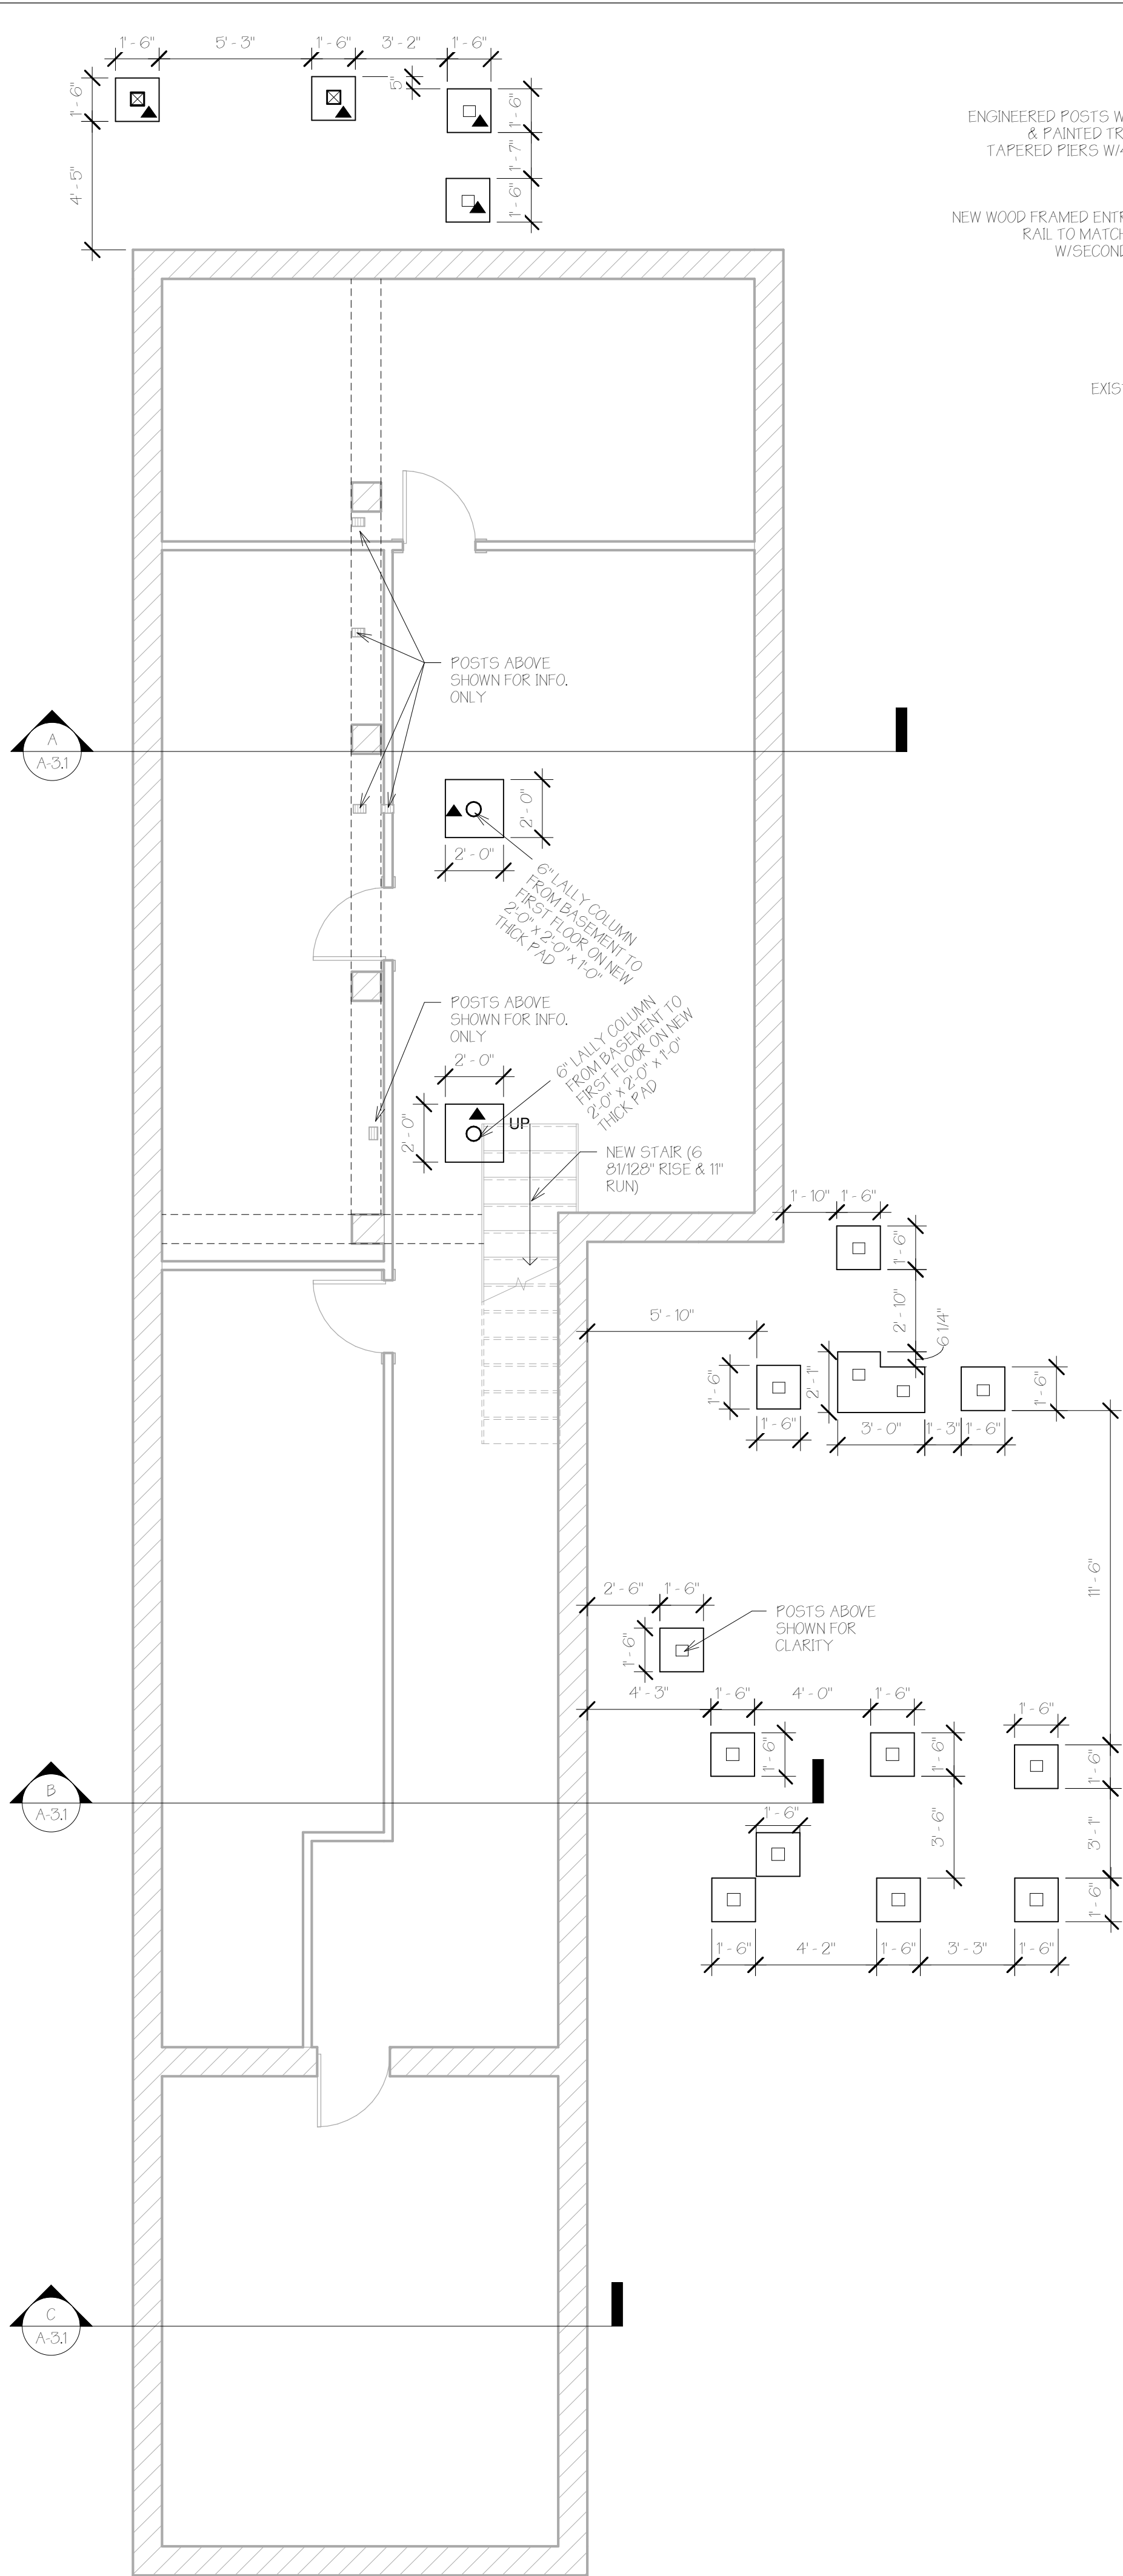 1' - 6" 5' - 3" 1' - 6" 3' - 2" 1' - 6"
5"
1' - 6"
1' - 6"
1' - 7"
1' - 6"
4' - 5"
ENGINEERED POSTS W
& PAINTED TR
TAPERED PIERS W/4
NEW WOOD FRAMED ENTR
RAIL TO MATCH
W/SECOND
EXIST
POSTS ABOVE
SHOWN FOR INFO.
ONLY
A
A-3.1
2' - 0"
2' - 0"
6" LALLY COLUMN
FROM BASEMENT TO
FIRST FLOOR ON NEW
2'-0" x 2'-0" x 1'-0"
THICK PAD
POSTS ABOVE
SHOWN FOR INFO.
ONLY
6" LALLY COLUMN
FROM BASEMENT TO
FIRST FLOOR ON NEW
2'-0" x 2'-0" x 1'-0"
THICK PAD
2' - 0"
2' - 0"
UP
NEW STAIR (6
81/128" RISE & 11"
RUN)
1' - 10" 1' - 6"
1' - 6"
2' - 10"
6 1/4"
5' - 10"
1' - 6"
2' - 1"
1' - 6"
1' - 6" 3' - 0" 1' - 3" 1' - 6"
11' - 6"
2' - 6" 1' - 6"
POSTS ABOVE
SHOWN FOR
CLARITY
1' - 6"
4' - 3" 1' - 6" 4' - 0" 1' - 6"
1' - 6"
1' - 6"
1' - 6"
1' - 6"
B
A-3.1
1' - 6"
3' - 6"
3' - 1"
1' - 6"
1' - 6" 4' - 2" 1' - 6" 3' - 3" 1' - 6"
C
A-3.1